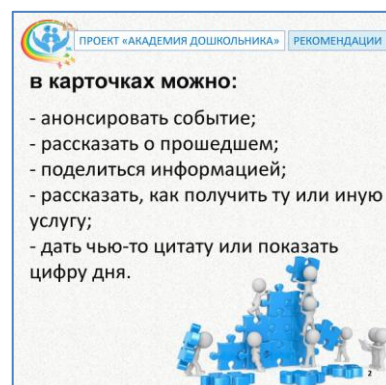 ПРОЕКТ «АКАДЕМИЯ ДОШКОЛЬНИКА» РЕКОМЕНДАЦИИ
в карточках можно:
- анонсировать событие;
- рассказать о прошедшем;
- поделиться информацией;
- рассказать, как получить ту или иную
услугу;
- дать чью-то цитату или показать
цифру дня.
2